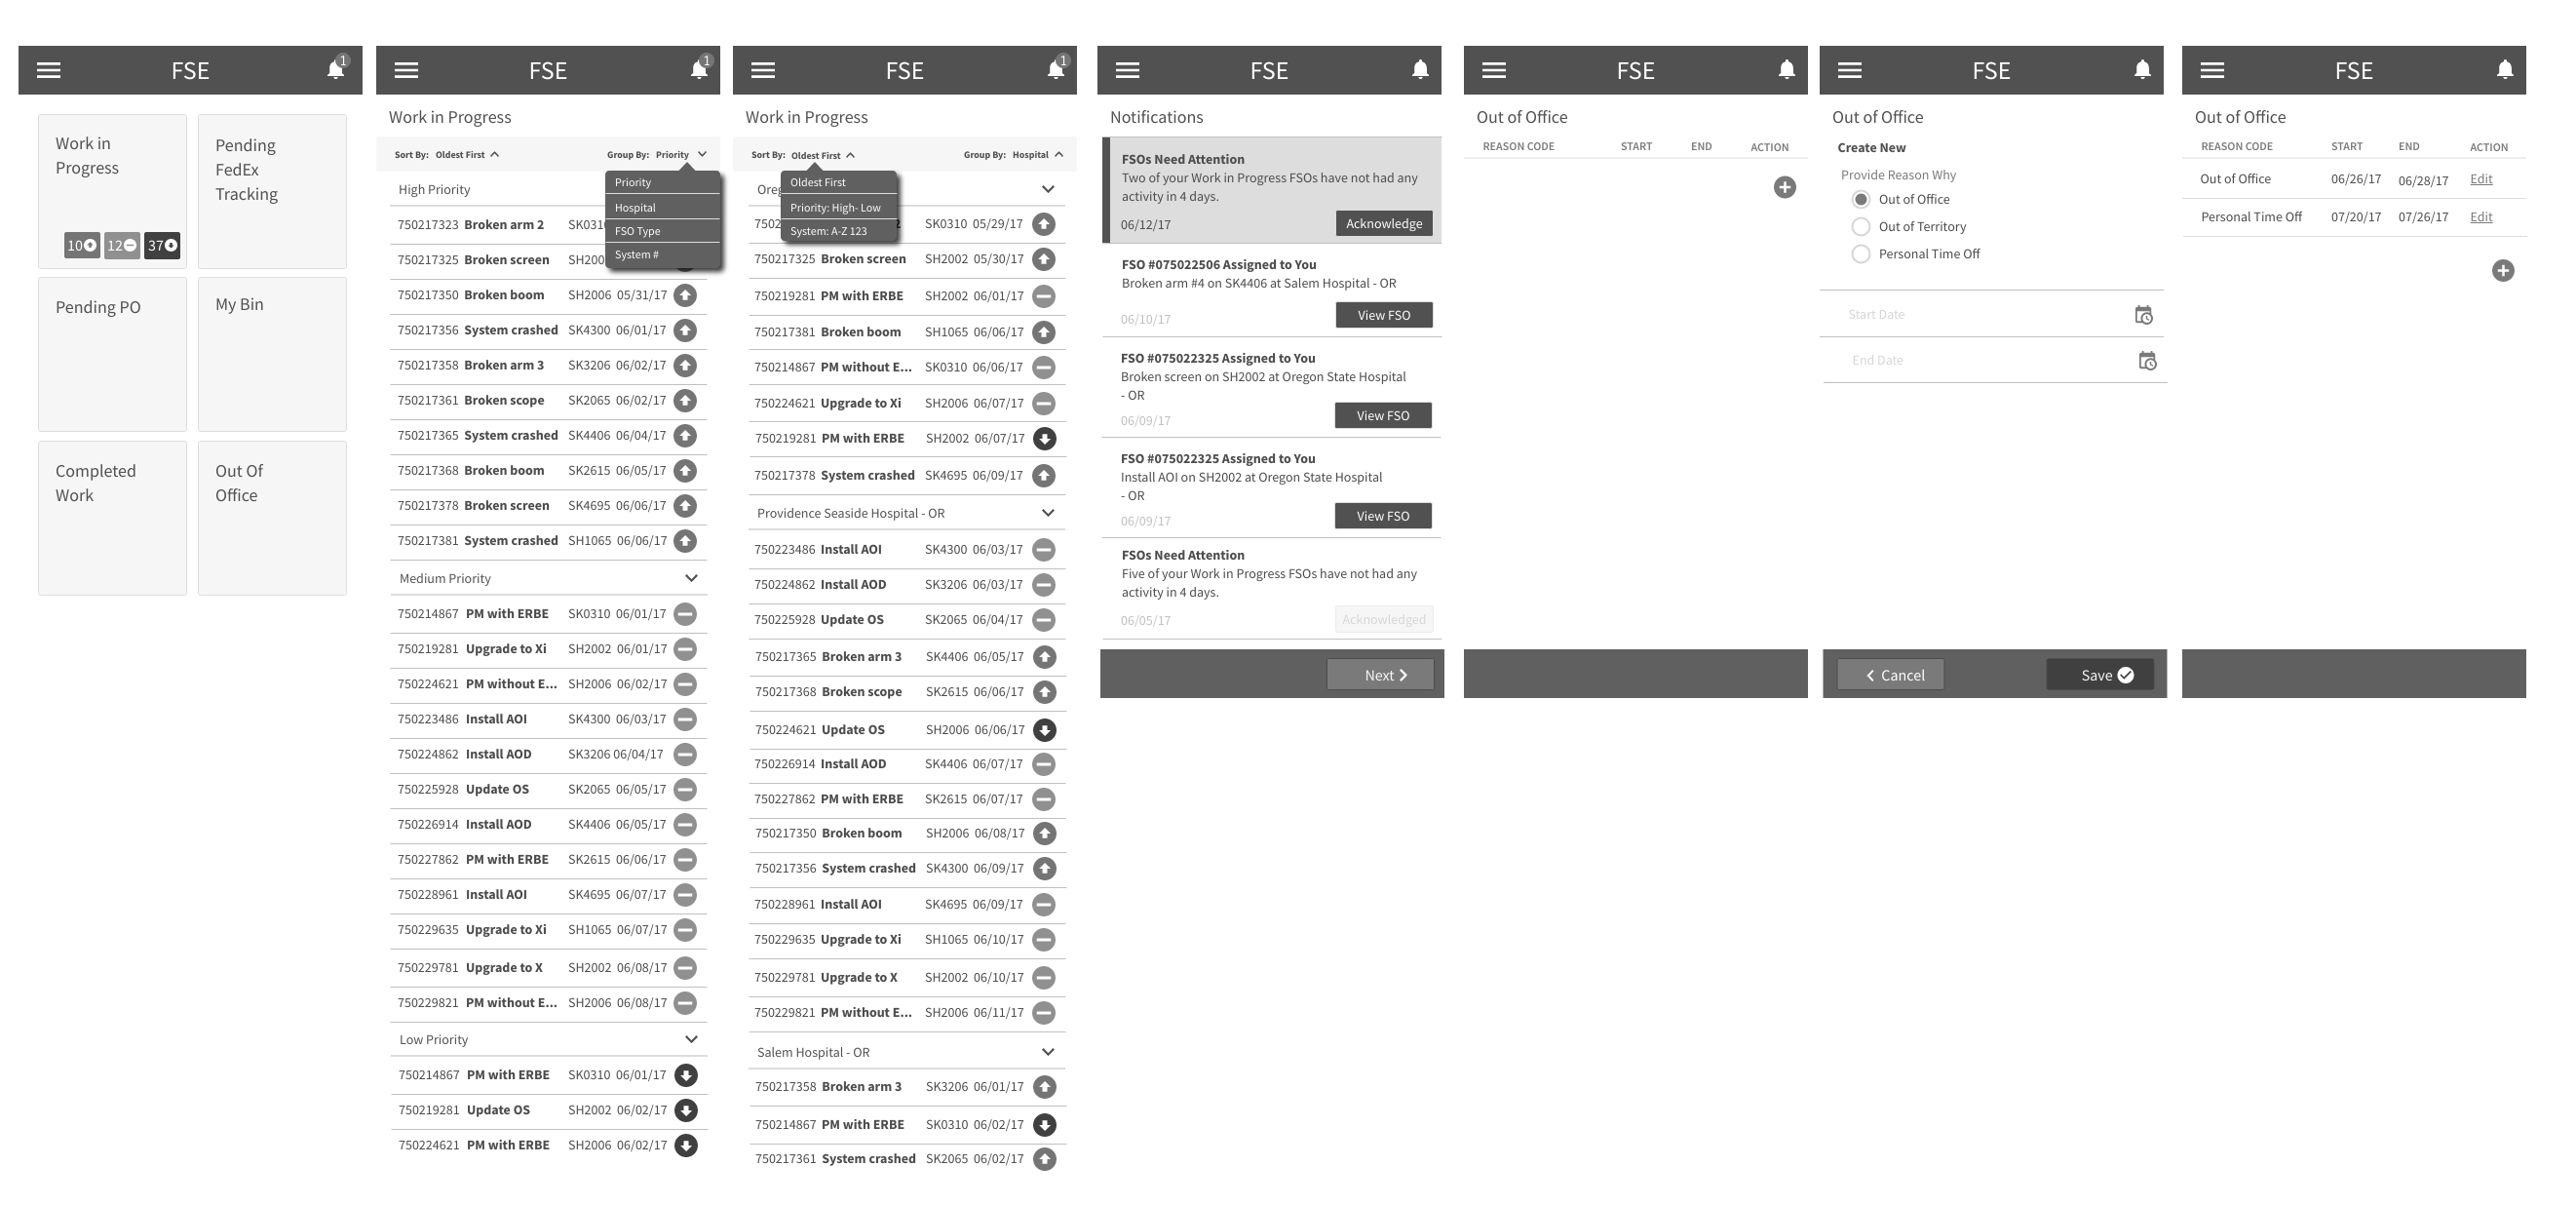 FSE
1
Work in
Progress
10
12
37
Pending
FedEx
Tracking
Pending PO
My Bin
Completed
Work
Out Of
Office
FSE
1
Work in Progress
Sort By: Oldest First
Group By: Priority
Priority
Hospital
FSO Type
System #
High Priority
750217323 Broken arm 2 SK0310
750217325 Broken screen
750217350 Broken boom SH2006 05/31/17
750217356 System crashed SK4300 06/01/17
750217358 Broken arm 3 SK3206 06/02/17
750217361 Broken scope SK2065 06/02/17
750217365 System crashed SK4406 06/04/17
750217368 Broken boom SK2615 06/05/17
750217378 Broken screen SK4695 06/06/17
750217381 System crashed SH1065 06/06/17
Medium Priority
750214867 PM with ERBE SK0310 06/01/17
750219281 Upgrade to Xi SH2002 06/01/17
750224621 PM without E... SH2006 06/02/17
750223486 Install AOI SK4300 06/03/17
750224862 Install AOD SK3206 06/04/17
750225928 Update OS SK2065 06/05/17
750226914 Install AOD SK4406 06/05/17
750227862 PM with ERBE SK2615 06/06/17
750228961 Install AOI SK4695 06/07/17
750229635 Upgrade to Xi SH1065 06/07/17
750229781 Upgrade to X SH2002 06/08/17
750229821 PM without E... SH2006 06/08/17
Low Priority
750214867 PM with ERBE SK0310 06/01/17
750219281 Update OS SH2002 06/02/17
750224621 PM with ERBE SH2006 06/02/17
FSE
1
Work in Progress
Sort By: Oldest First
Group By: Hospital
Oldest First
Priority: High- Low
System: A-Z 123
SK0310 05/29/17
750217325 Broken screen SH2002 05/30/17
750219281 PM with ERBE SH2002 06/01/17
750217381 Broken boom SH1065 06/06/17
750214867 PM without E... SK0310 06/06/17
750224621 Upgrade to Xi SH2006 06/07/17
750219281 PM with ERBE SH2002 06/07/17
750217378 System crashed SK4695 06/09/17
Providence Seaside Hospital - OR
750223486 Install AOI SK4300 06/03/17
750224862 Install AOD SK3206 06/03/17
750225928 Update OS SK2065 06/04/17
750217365 Broken arm 3 SK4406 06/05/17
750217368 Broken scope SK2615 06/06/17
750224621 Update OS SH2006 06/06/17
750226914 Install AOD SK4406 06/07/17
750227862 PM with ERBE SK2615 06/07/17
750217350 Broken boom SH2006 06/08/17
750217356 System crashed SK4300 06/09/17
750228961 Install AOI SK4695 06/09/17
750229635 Upgrade to Xi SH1065 06/10/17
750229781 Upgrade to X SH2002 06/10/17
750229821 PM without E... SH2006 06/11/17
Salem Hospital - OR
750217358 Broken arm 3 SK3206 06/01/17
750214867 PM with ERBE SK0310 06/02/17
750217361 System crashed SK2065 06/02/17
FSE
Notifications
FSOs Need Attention
Two of your Work in Progress FSOs have not had any
activity in 4 days.
06/12/17
Acknowledge
FSO #075022506 Assigned to You
Broken arm #4 on SK4406 at Salem Hospital - OR
06/10/17
View FSO
FSO #075022325 Assigned to You
Broken screen on SH2002 at Oregon State Hospital
- OR
06/09/17
View FSO
FSO #075022325 Assigned to You
Install AOI on SH2002 at Oregon State Hospital
- OR
06/09/17
View FSO
FSOs Need Attention
Five of your Work in Progress FSOs have not had any
activity in 4 days.
06/05/17
Acknowledged
Next
FSE
Out of Office
REASON CODE START END ACTION
FSE
Out of Office
Create New
Provide Reason Why
Out of Office
Out of Territory
Personal Time Off
Start Date
End Date
Cancel
Save
FSE
Out of Office
REASON CODE START END ACTION
Out of Office 06/26/17 06/28/17 Edit
Personal Time Off 07/20/17 07/26/17 Edit